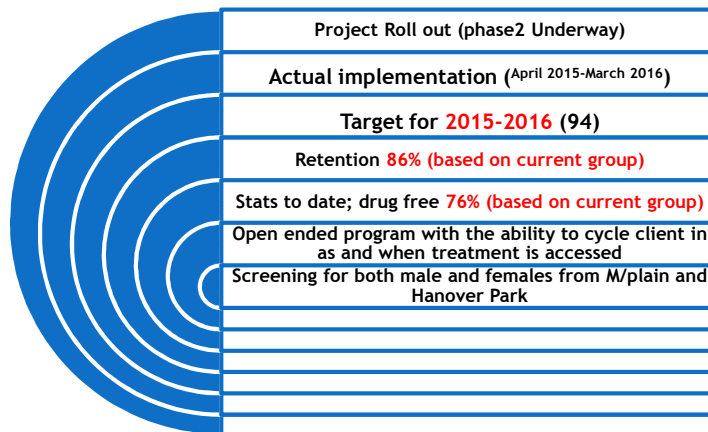 Project Roll out (phase2 Underway)
Actual implementation (April 2015-March 2016)
Target for 2015-2016 (94)
Retention 86% (based on current group)
Stats to date; drug free 76% (based on current group)
Open ended program with the ability to cycle client in
as and when treatment is accessed
Screening for both male and females from M/plain and
Hanover Park